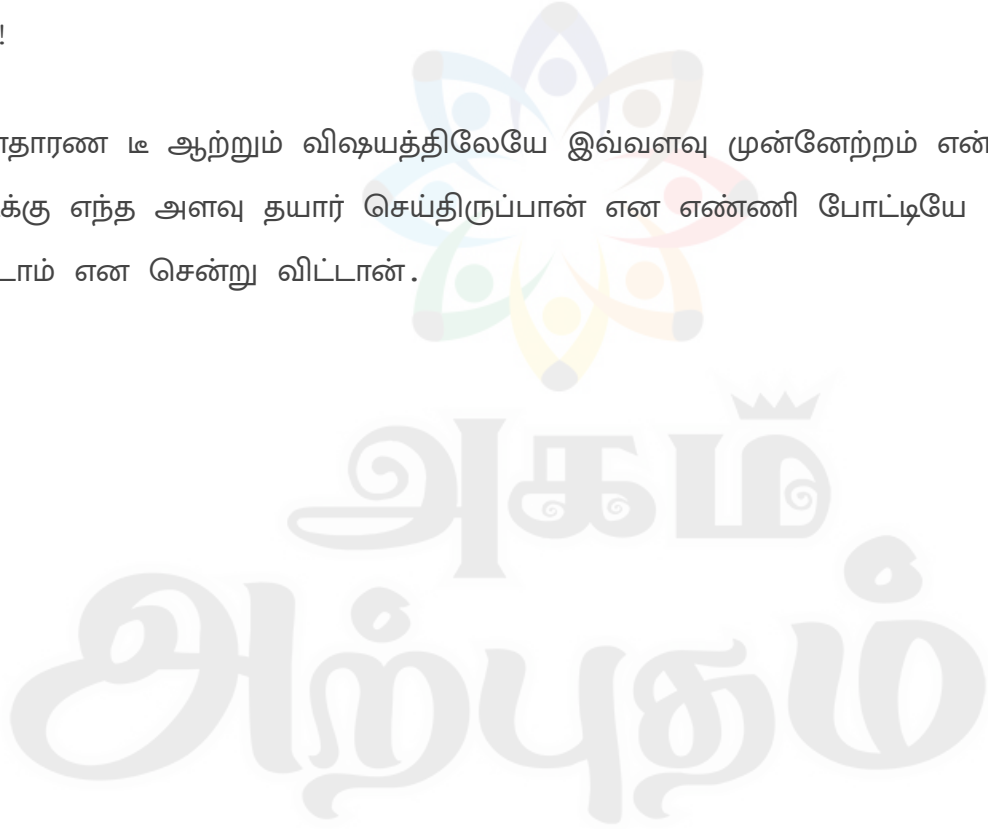 !
சாதாரண டீ ஆற்றும் விஷயத்திலேயே இவ்வளவு முன்னேற்றம் என்
க்கு எந்த அளவு தயார் செய்திருப்பான் என எண்ணி போட்டியே
டாம் என சென்று விட்டான்.
அகம்
அற்புதம்